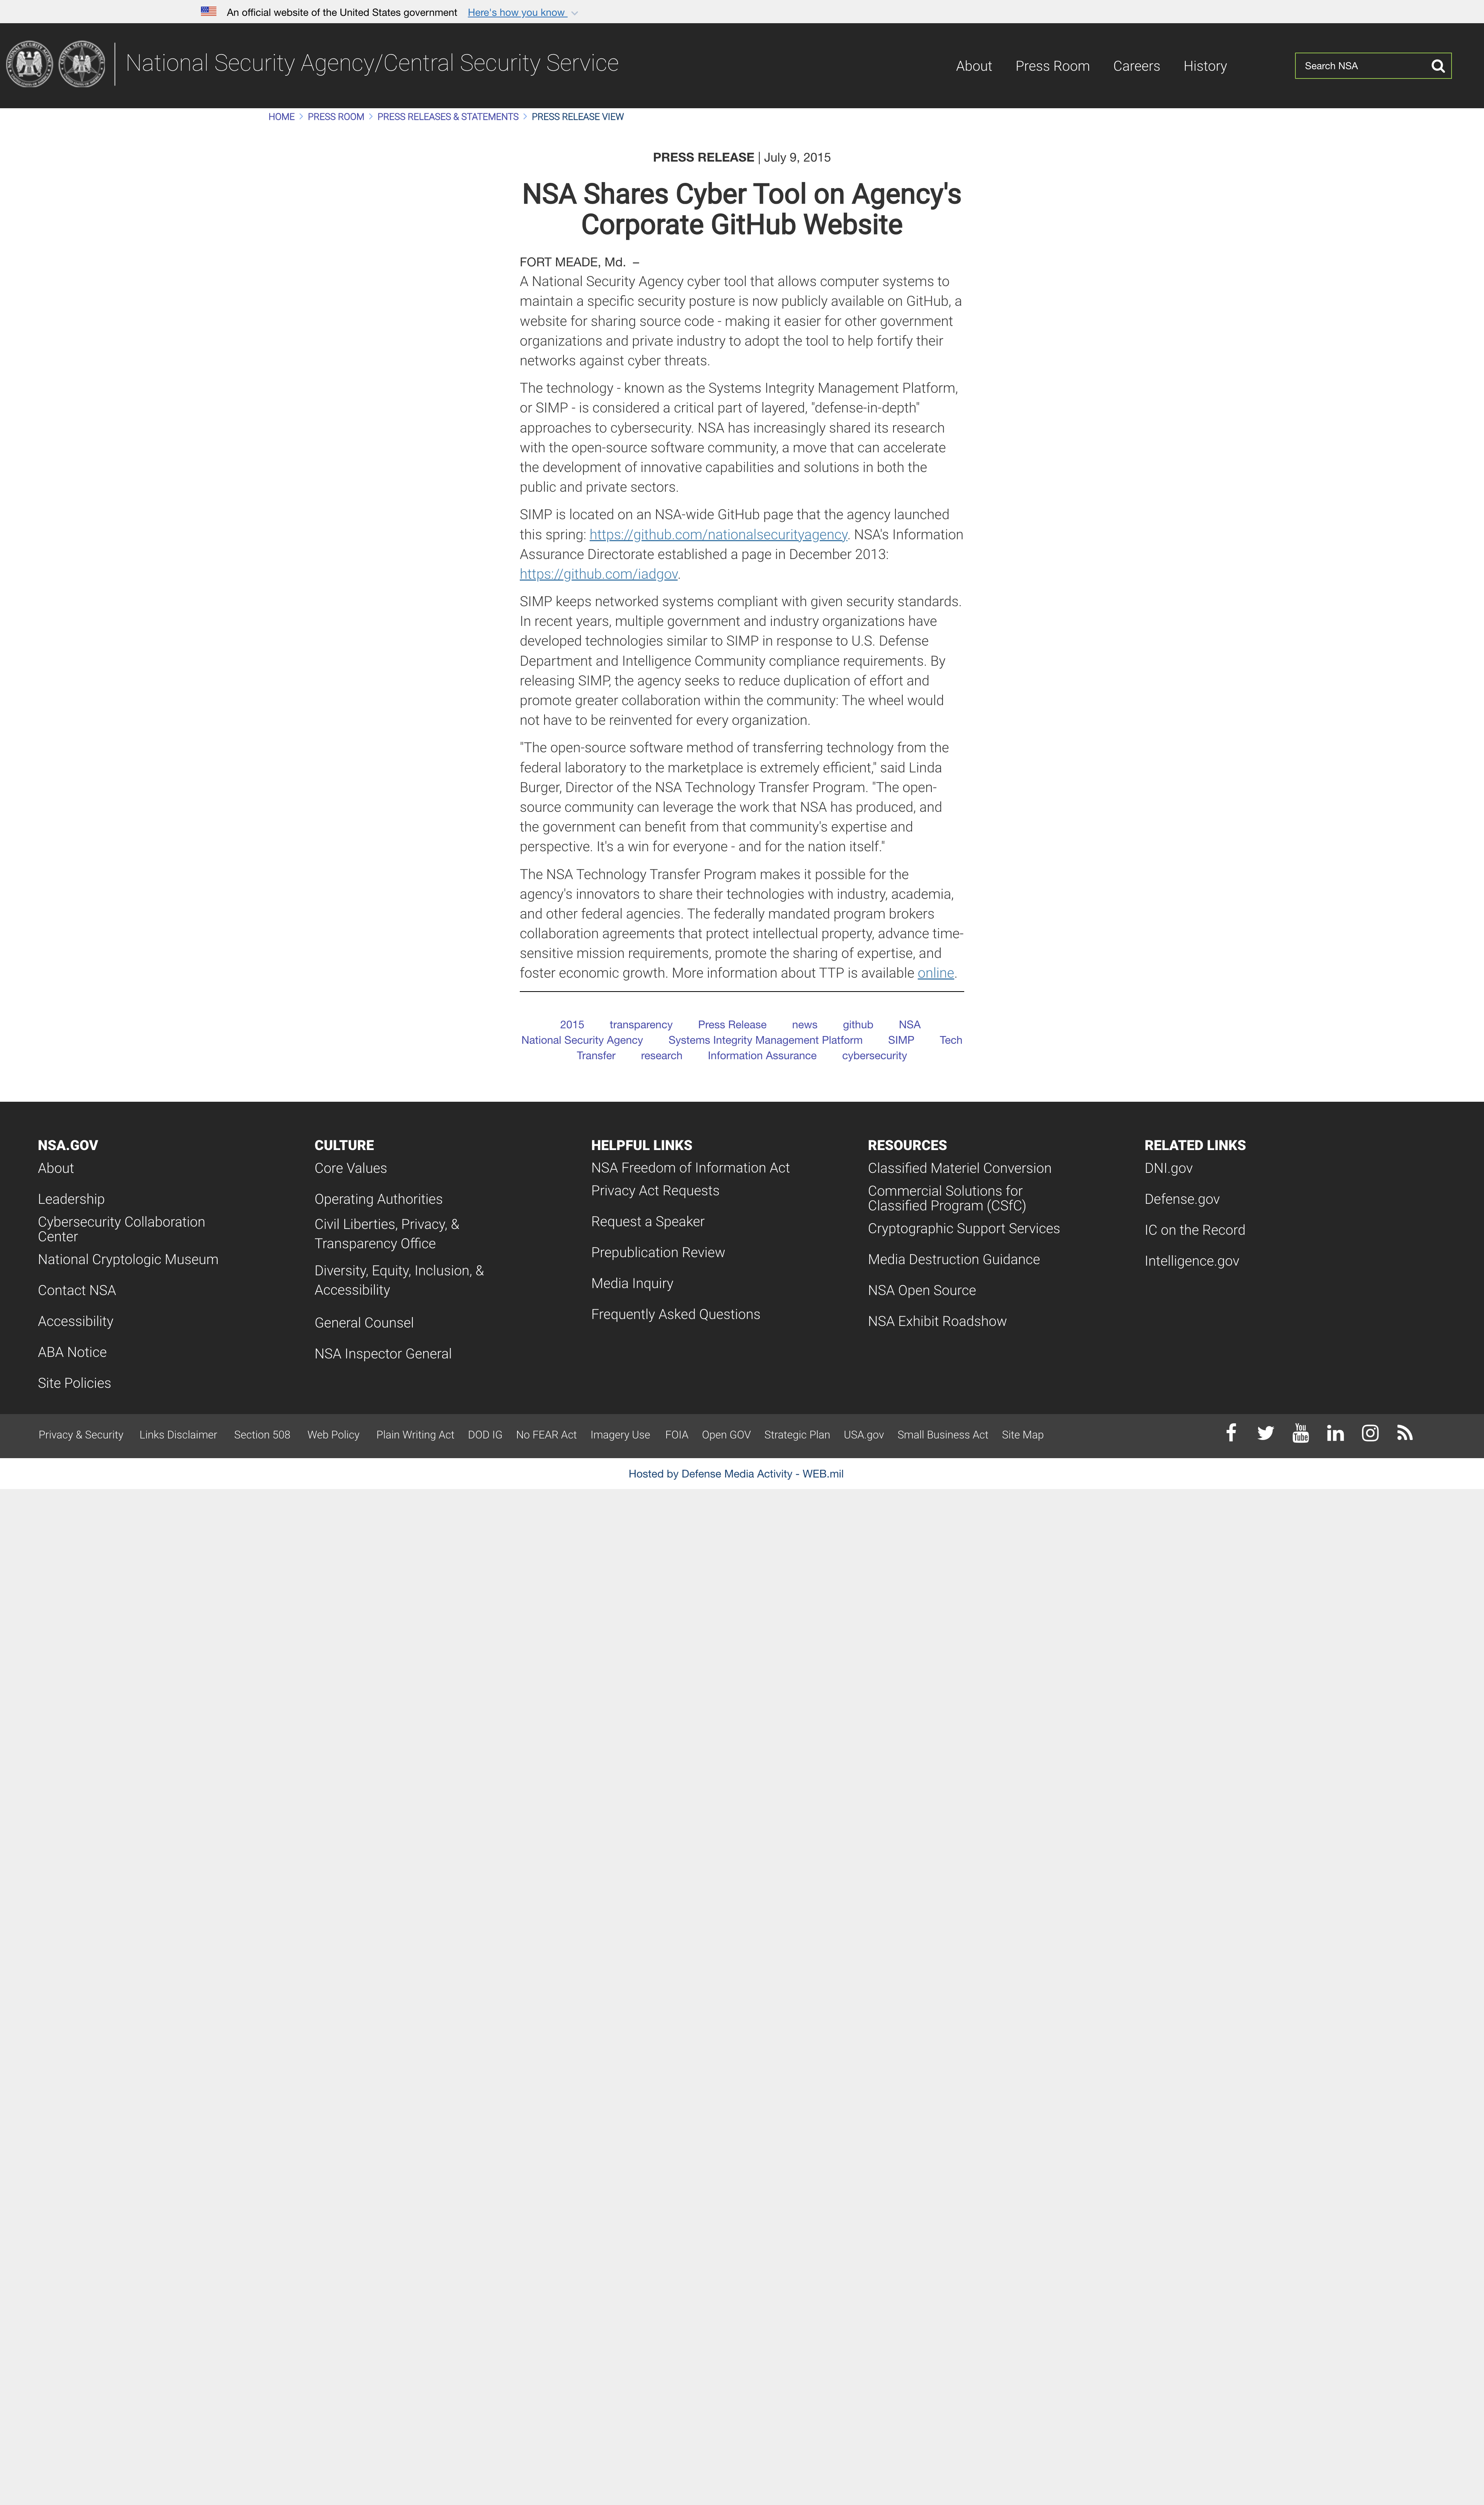 An official website of the United States government Here's how you know
National Security Agency/Central Security Service
About Press Room Careers History Search NSA
HOME PRESS ROOM PRESS RELEASES & STATEMENTS PRESS RELEASE VIEW
PRESS RELEASE | July 9, 2015
NSA Shares Cyber Tool on Agency's
Corporate GitHub Website
FORT MEADE, Md. –
A National Security Agency cyber tool that allows computer systems to
maintain a specific security posture is now publicly available on GitHub, a
website for sharing source code - making it easier for other government
organizations and private industry to adopt the tool to help fortify their
networks against cyber threats.
The technology - known as the Systems Integrity Management Platform,
or SIMP - is considered a critical part of layered, "defense-in-depth"
approaches to cybersecurity. NSA has increasingly shared its research
with the open-source software community, a move that can accelerate
the development of innovative capabilities and solutions in both the
public and private sectors.
SIMP is located on an NSA-wide GitHub page that the agency launched
this spring: https://github.com/nationalsecurityagency. NSA's Information
Assurance Directorate established a page in December 2013:
https://github.com/iadgov.
SIMP keeps networked systems compliant with given security standards.
In recent years, multiple government and industry organizations have
developed technologies similar to SIMP in response to U.S. Defense
Department and Intelligence Community compliance requirements. By
releasing SIMP, the agency seeks to reduce duplication of effort and
promote greater collaboration within the community: The wheel would
not have to be reinvented for every organization.
"The open-source software method of transferring technology from the
federal laboratory to the marketplace is extremely efficient," said Linda
Burger, Director of the NSA Technology Transfer Program. "The open-
source community can leverage the work that NSA has produced, and
the government can benefit from that community's expertise and
perspective. It's a win for everyone - and for the nation itself."
The NSA Technology Transfer Program makes it possible for the
agency's innovators to share their technologies with industry, academia,
and other federal agencies. The federally mandated program brokers
collaboration agreements that protect intellectual property, advance time-
sensitive mission requirements, promote the sharing of expertise, and
foster economic growth. More information about TTP is available online.
2015 transparency Press Release news github NSA
National Security Agency Systems Integrity Management Platform SIMP Tech
Transfer research Information Assurance cybersecurity
NSA.GOV
About
Leadership
Cybersecurity Collaboration
Center
National Cryptologic Museum
Contact NSA
Accessibility
ABA Notice
Site Policies
CULTURE
Core Values
Operating Authorities
Civil Liberties, Privacy, &
Transparency Office
Diversity, Equity, Inclusion, &
Accessibility
General Counsel
NSA Inspector General
HELPFUL LINKS
NSA Freedom of Information Act
Privacy Act Requests
Request a Speaker
Prepublication Review
Media Inquiry
Frequently Asked Questions
RESOURCES
Classified Materiel Conversion
Commercial Solutions for
Classified Program (CSfC)
Cryptographic Support Services
Media Destruction Guidance
NSA Open Source
NSA Exhibit Roadshow
RELATED LINKS
DNI.gov
Defense.gov
IC on the Record
Intelligence.gov
Privacy & Security Links Disclaimer Section 508 Web Policy Plain Writing Act DOD IG No FEAR Act Imagery Use FOIA Open GOV Strategic Plan USA.gov Small Business Act Site Map
Hosted by Defense Media Activity - WEB.mil